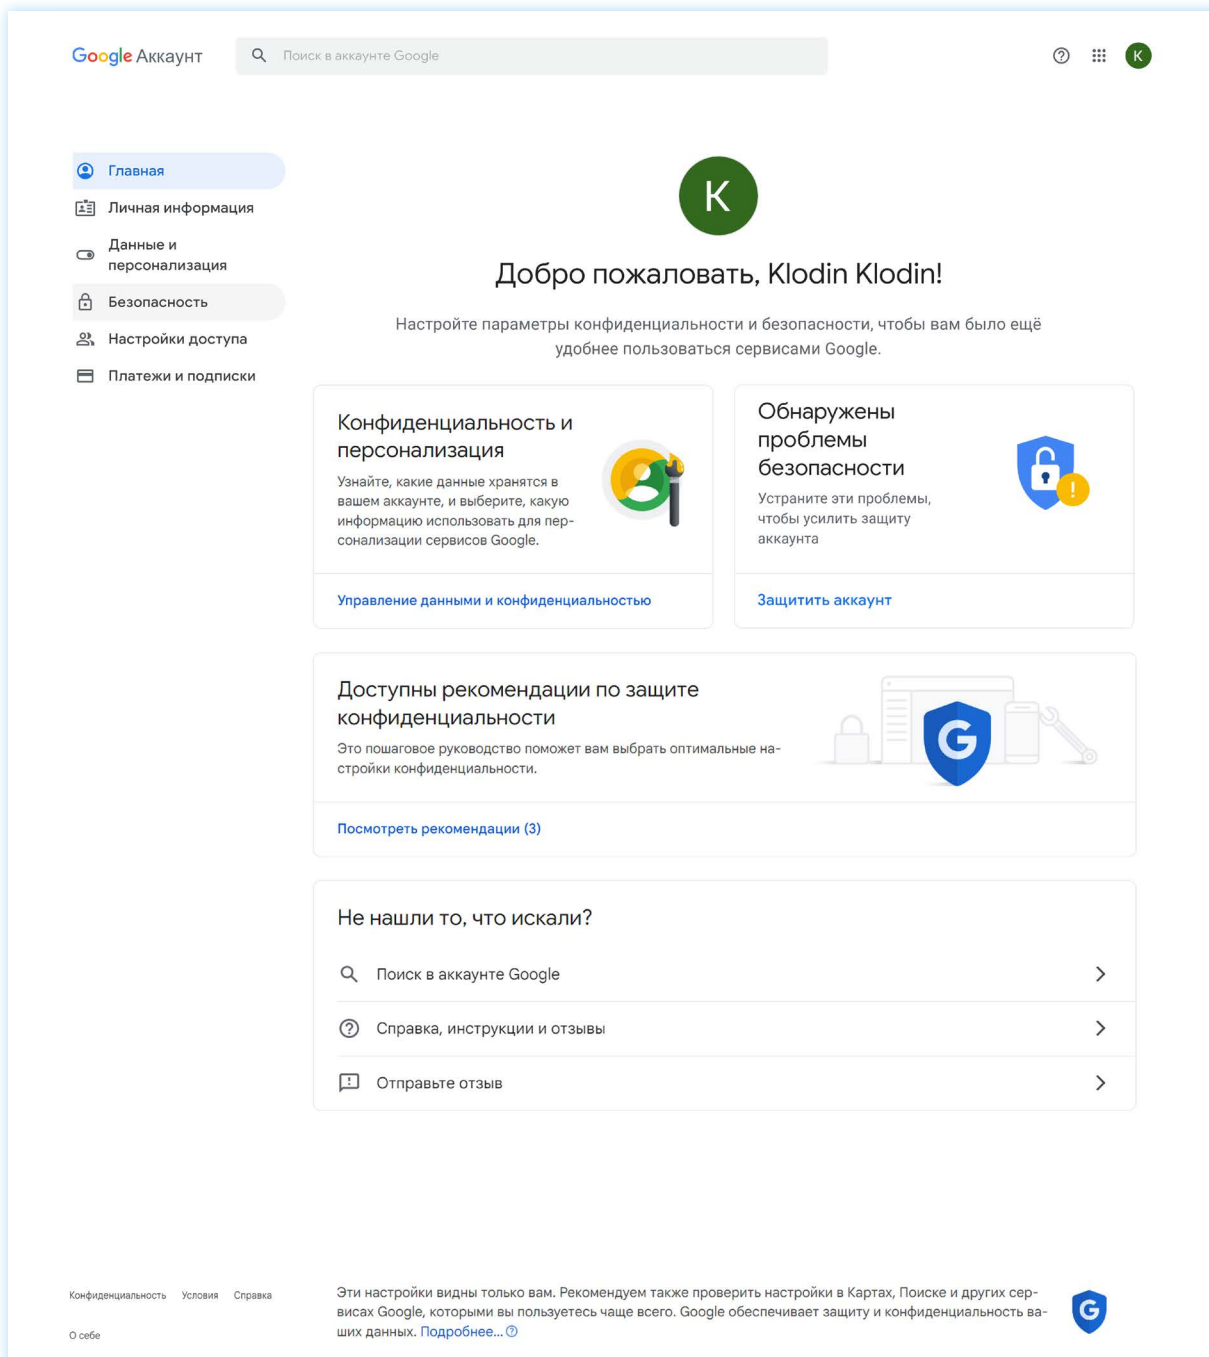 Google Аккаунт
Поиск в аккаунте Google
K
Главная
Личная информация
Данные и
персонализация
Безопасность
Настройки доступа
Платежи и подписки
K
Добро пожаловать, Klodin Klodin!
Настройте параметры конфиденциальности и безопасности, чтобы вам было ещё
удобнее пользоваться сервисами Google.
Конфиденциальность и
персонализация
Узнайте, какие данные хранятся в
вашем аккаунте, и выберите, какую
информацию использовать для пер-
сонализации сервисов Google.
Управление данными и конфиденциальностью
Обнаружены
проблемы
безопасности
Устраните эти проблемы,
чтобы усилить защиту
аккаунта
Защитить аккаунт
Доступны рекомендации по защите
конфиденциальности
Это пошаговое руководство поможет вам выбрать оптимальные на-
стройки конфиденциальности.
G
Посмотреть рекомендации (3)
Не нашли то, что искали?
Поиск в аккаунте Google
Справка, инструкции и отзывы
Отправьте отзыв
Конфиденциальность Условия Справка
О себе
Эти настройки видны только вам. Рекомендуем также проверить настройки в Картах, Поиске и других сер-
висах Google, которыми вы пользуетесь чаще всего. Google обеспечивает защиту и конфиденциальность ва-
ших данных. Подробнее...
G